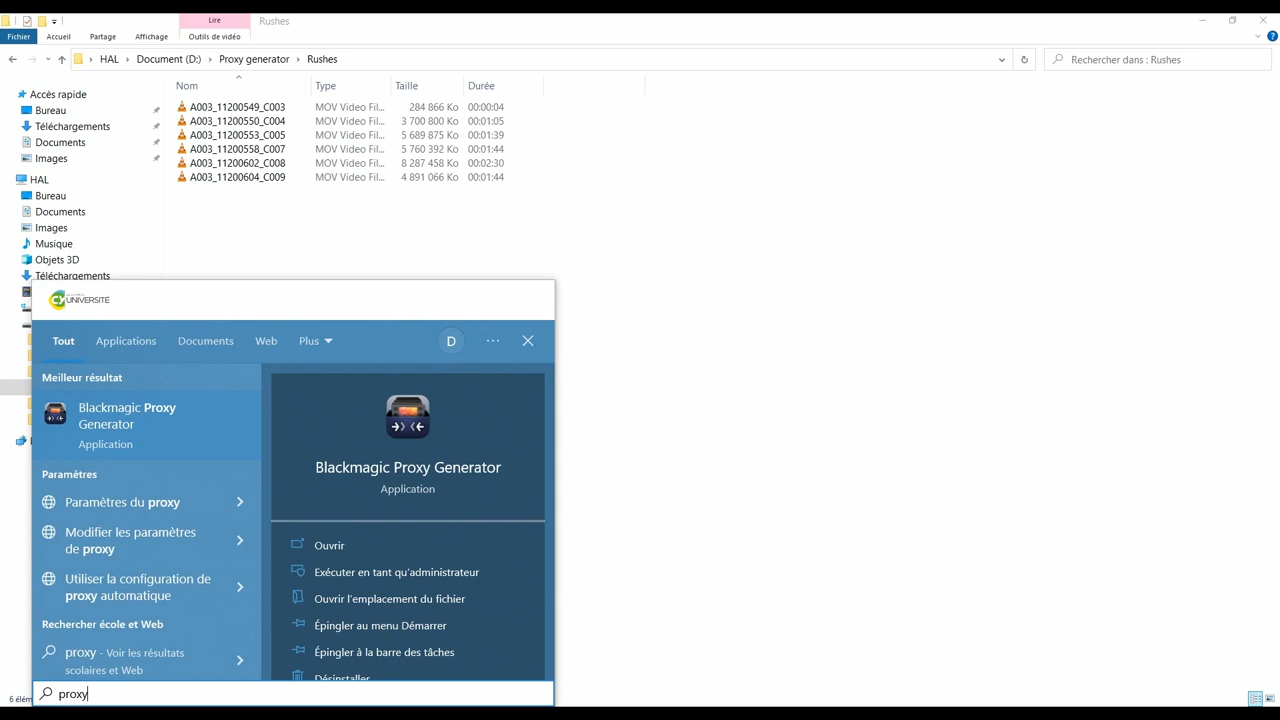 Lire
Rushes
Fichier Accueil Partage Affichage Outils de vidéo
HAL Document (D:) Proxy generator Rushes
Rechercher dans : Rushes
Nom Type Taille Durée
A003_11200549_C003 MOV Video Fil... 284 866 Ko 00:00:04
A003_11200550_C004 MOV Video Fil... 3 700 800 Ko 00:01:05
A003_11200553_C005 MOV Video Fil... 5 689 875 Ko 00:01:39
A003_11200558_C007 MOV Video Fil... 5 760 392 Ko 00:01:44
A003_11200602_C008 MOV Video Fil... 8 287 458 Ko 00:02:30
A003_11200604_C009 MOV Video Fil... 4 891 066 Ko 00:01:44
Accès rapide
Bureau
Téléchargements
Documents
Images
HAL
Bureau
Documents
Images
Musique
Objets 3D
Téléchargements
CY UNIVERSITÉ
Tout Applications Documents Web Plus D ···
Meilleur résultat
Blackmagic Proxy
Generator
Application
Paramètres
Paramètres du proxy
Modifier les paramètres
de proxy
Utiliser la configuration de
proxy automatique
Rechercher école et Web
proxy - Voir les résultats
scolaires et Web
Blackmagic Proxy Generator
Application
Ouvrir
Exécuter en tant qu'administrateur
Ouvrir l'emplacement du fichier
Épingler au menu Démarrer
Épingler à la barre des tâches
Désinstaller
proxy
6 élém